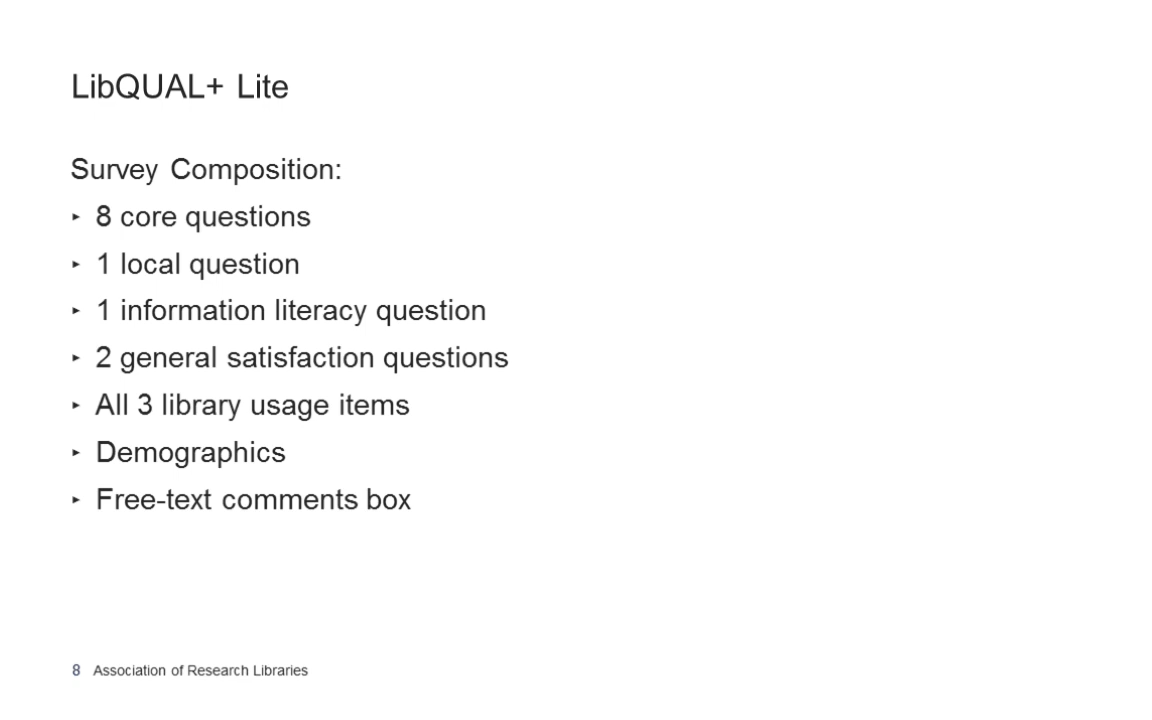 LibQUAL+ Lite
Survey Composition:
‣ 8 core questions
‣ 1 local question
‣ 1 information literacy question
‣ 2 general satisfaction questions
‣ All 3 library usage items
‣ Demographics
‣ Free-text comments box
8 Association of Research Libraries